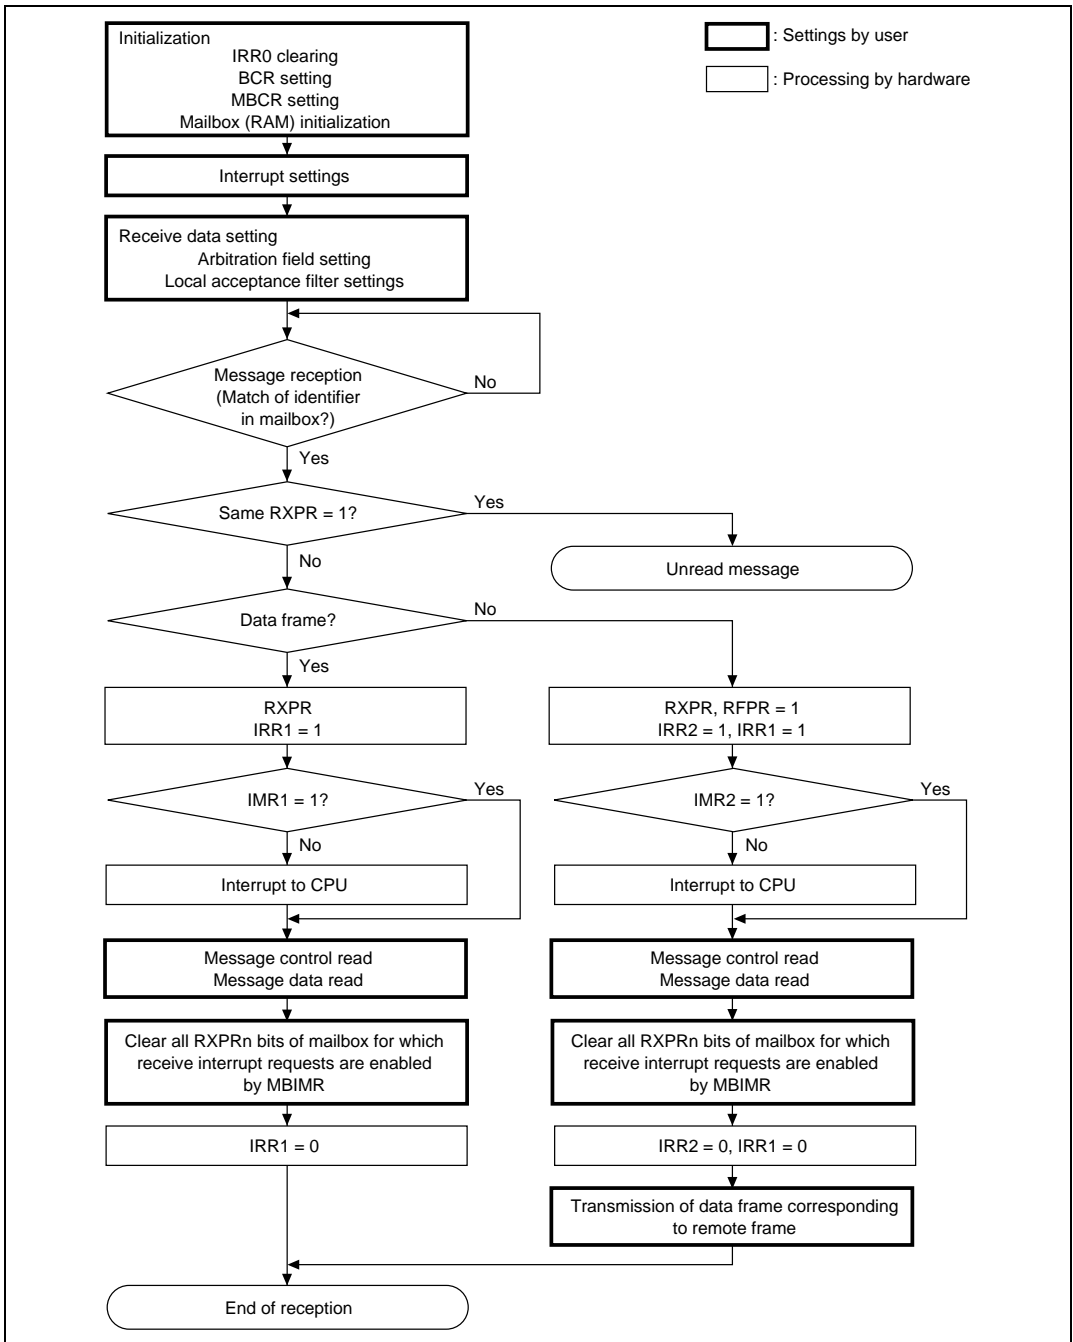 Initialization
IRR0 clearing
BCR setting
MBCR setting
Mailbox (RAM) initialization
: Settings by user
: Processing by hardware
Interrupt settings
Receive data setting
Arbitration field setting
Local acceptance filter settings
Message reception
(Match of identifier
in mailbox?)
No
Yes
Same RXPR = 1?
Yes
No
Unread message
Data frame?
No
Yes
RXPR
IRR1 = 1
RXPR, RFPR = 1
IRR2 = 1, IRR1 = 1
IMR1 = 1?
Yes
No
IMR2 = 1?
Yes
No
Interrupt to CPU
Interrupt to CPU
Message control read
Message data read
Message control read
Message data read
Clear all RXPRn bits of mailbox for which
receive interrupt requests are enabled
by MBIMR
Clear all RXPRn bits of mailbox for which
receive interrupt requests are enabled
by MBIMR
IRR1 = 0
IRR2 = 0, IRR1 = 0
Transmission of data frame corresponding
to remote frame
End of reception